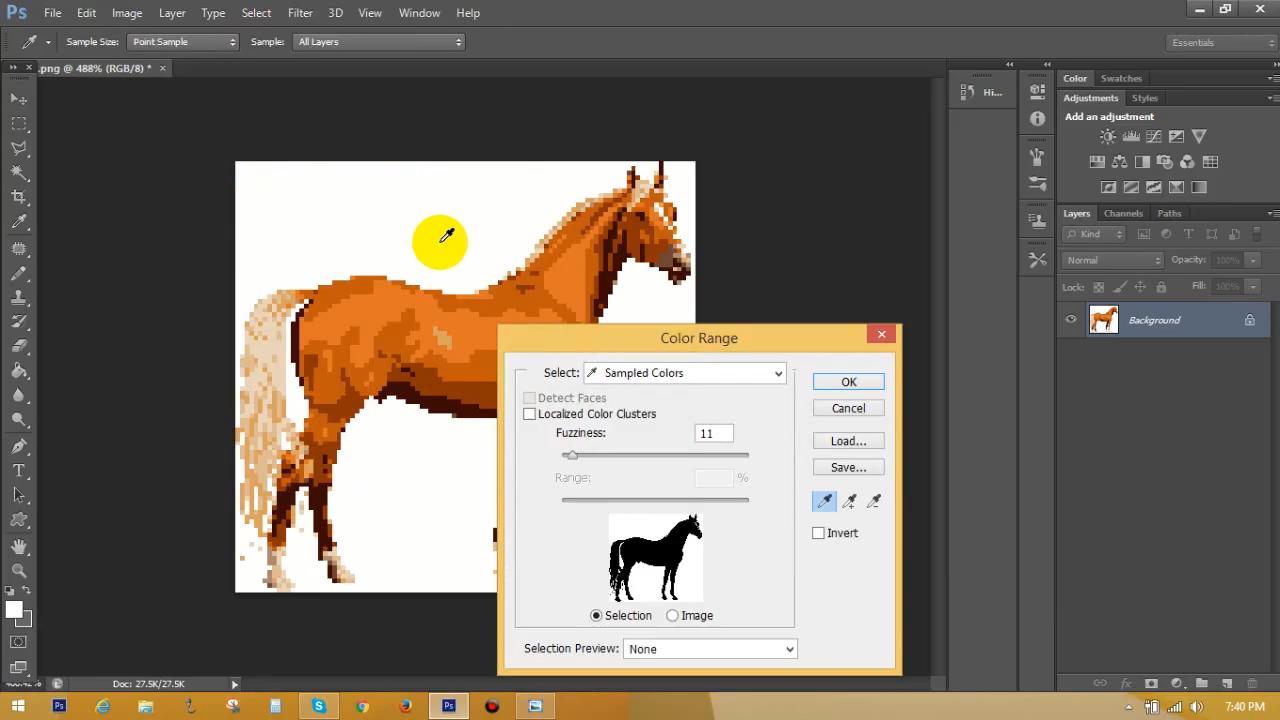 Ps File Edit Image Layer Type Select Filter 3D View Window Help
Sample Size: Point Sample Sample: All Layers Essentials
.png @ 488% (RGB/8) * ×
Hi...
Color Swatches
Adjustments Styles
Add an adjustment
Layers Channels Paths
Kind
Normal Opacity: 100%
Lock: Fill: 100%
Background
Color Range
Select: Sampled Colors
Detect Faces
Localized Color Clusters
Fuzziness: 11
Range: %
Selection Image
Selection Preview: None
OK
Cancel
Load...
Save...
Invert
Doc: 27.5K/27.5K
Ps Ps 7:40 PM